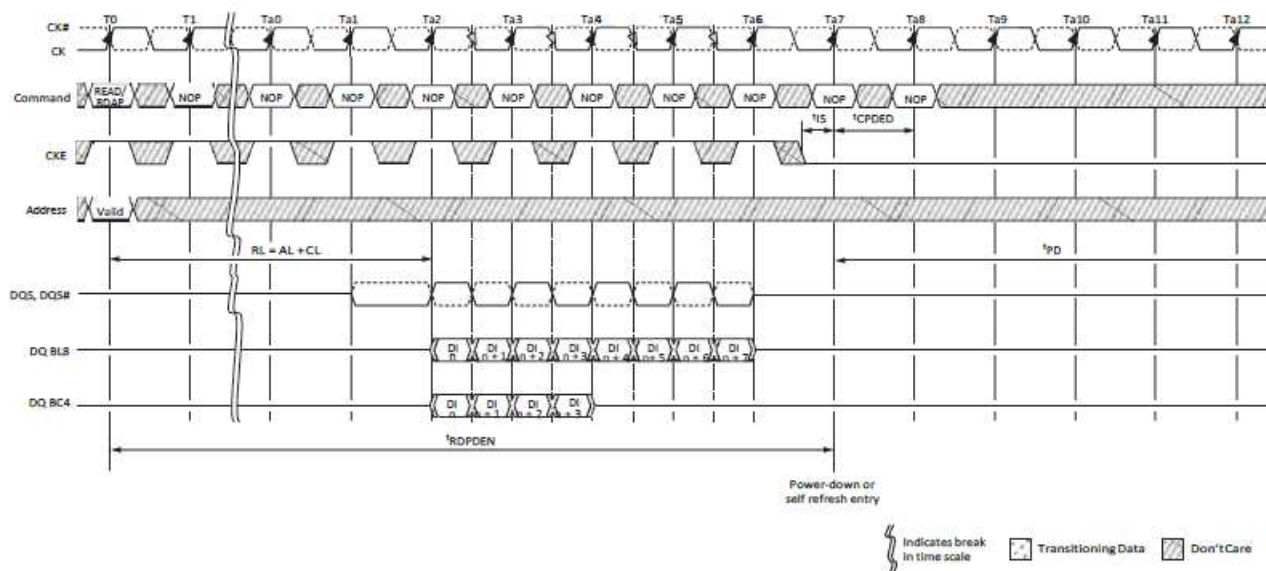 T0 T1 Ta0 Ta1 Ta2 Ta3 Ta4 Ta5 Ta6 Ta7 Ta8 Ta9 Ta10 Ta11 Ta12
CK#
CK
Command READ/ RDAP NOP NOP NOP NOP NOP NOP NOP NOP NOP NOP
tIS tCPDED
CKE
Address Valid
RL = AL + CL tPD
DQS, DQS#
DQ BL8 DI n DI n + 1 DI n + 2 DI n + 3 DI n + 4 DI n + 5 DI n + 6 DI n + 7
DQ BC4 DI n DI n + 1 DI n + 2 DI n + 3
tRDPDEN
Power-down or
self refresh entry
Indicates break
in time scale
Transitioning Data
Don't Care